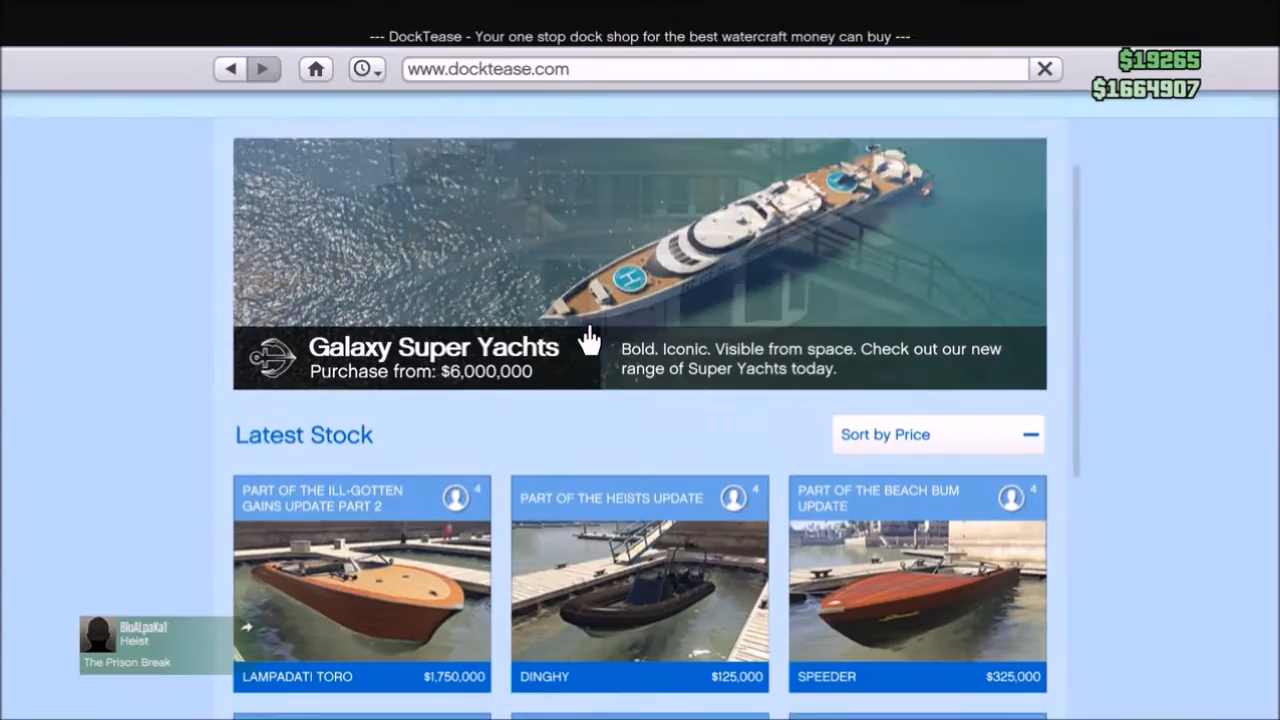 --- DockTease - Your one stop dock shop for the best watercraft money can buy ---
www.docktease.com
$19265
$1664907
H
Galaxy Super Yachts
Purchase from: $6,000,000
Bold. Iconic. Visible from space. Check out our new
range of Super Yachts today.
Latest Stock
Sort by Price
PART OF THE ILL-GOTTEN
GAINS UPDATE PART 2
4
PART OF THE HEISTS UPDATE
4
PART OF THE BEACH BUM
UPDATE
4
LAMPADATI TORO
$1,750,000
DINGHY
$125,000
SPEEDER
$325,000
BluALpaKa1
Heist
The Prison Break